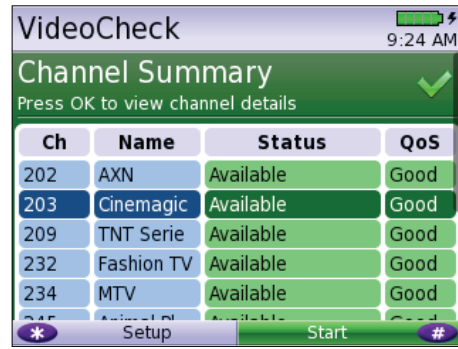 VideoCheck
9:24 AM
Channel Summary
Press OK to view channel details
Ch Name Status QoS
202 AXN Available Good
203 Cinemagic Available Good
209 TNT Serie Available Good
232 Fashion TV Available Good
234 MTV Available Good
* Setup Start #